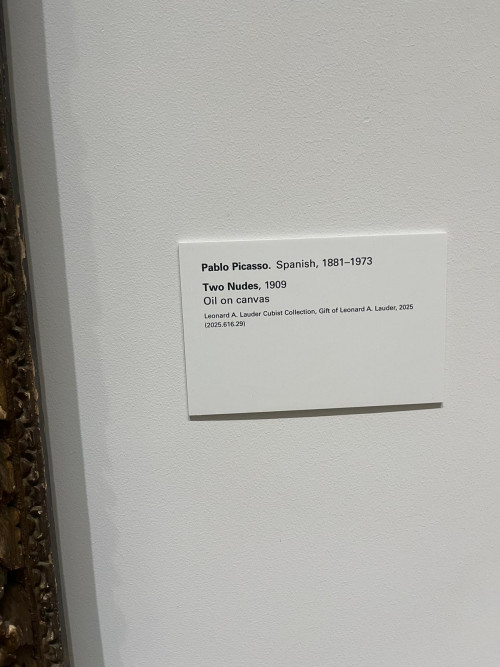 Pablo Picasso. Spanish, 1881–1973
Two Nudes, 1909
Oil on canvas
Leonard A. Lauder Cubist Collection, Gift of Leonard A. Lauder, 2025
(2025.616.29)